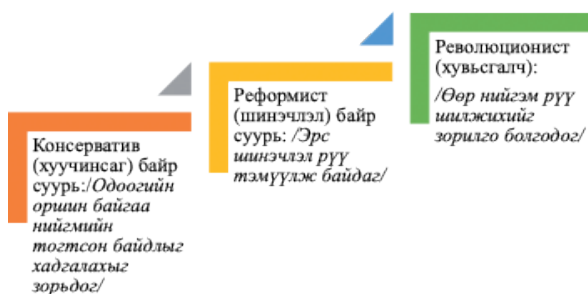 Консерватив
(хуучинсаг) байр
суурь:/Одоогийн
оршин байгаа
нийгмийн
тогтсон байдлыг
хадгалахыг
зорьдог/
Реформист
(шинэчлэл) байр
суурь: /Эрс
шинэчлэл рүү
тэмүүлж байдаг/
Революционист
(хувьсгалч):
/Өөр нийгэм рүү
шилжихийг
зорилго болгодог/